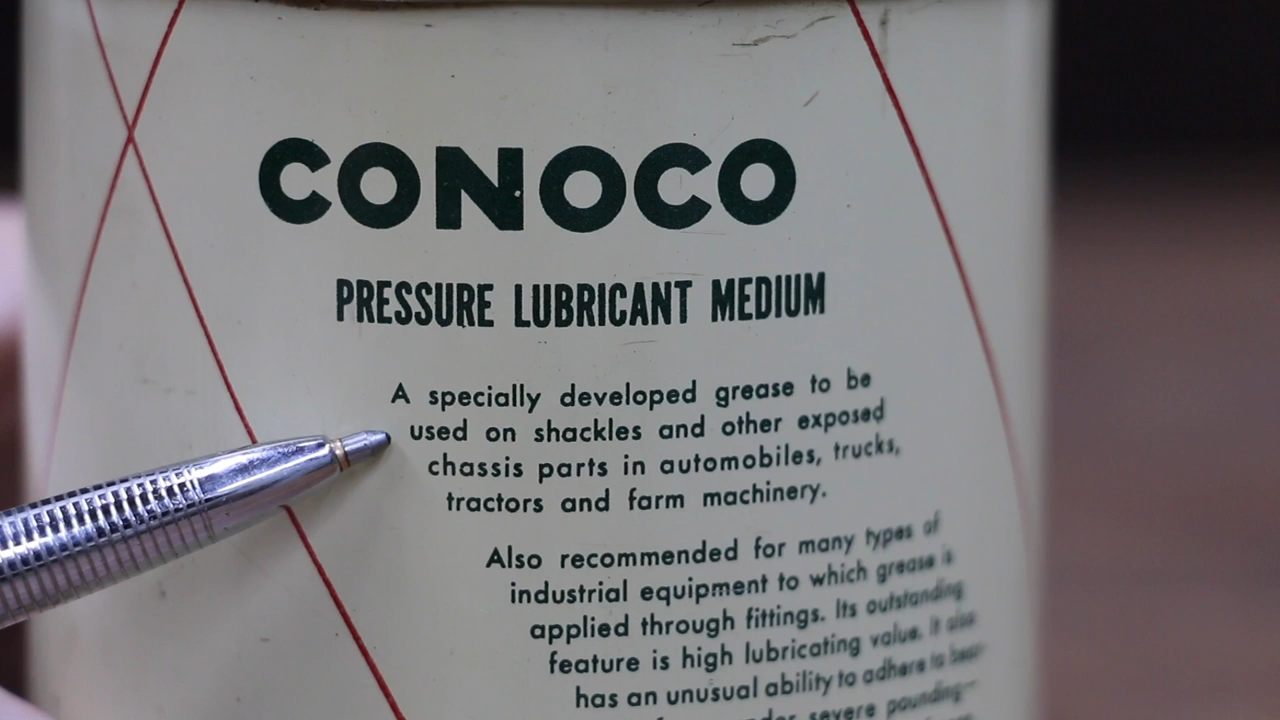 CONOCO
PRESSURE LUBRICANT MEDIUM
A specially developed grease to be
used on shackles and other exposed
chassis parts in automobiles, trucks,
tractors and farm machinery.
Also recommended for many types of
industrial equipment to which grease is
applied through fittings. Its outstanding
feature is high lubricating value. It also
has an unusual ability to adhere to
severe pounding—